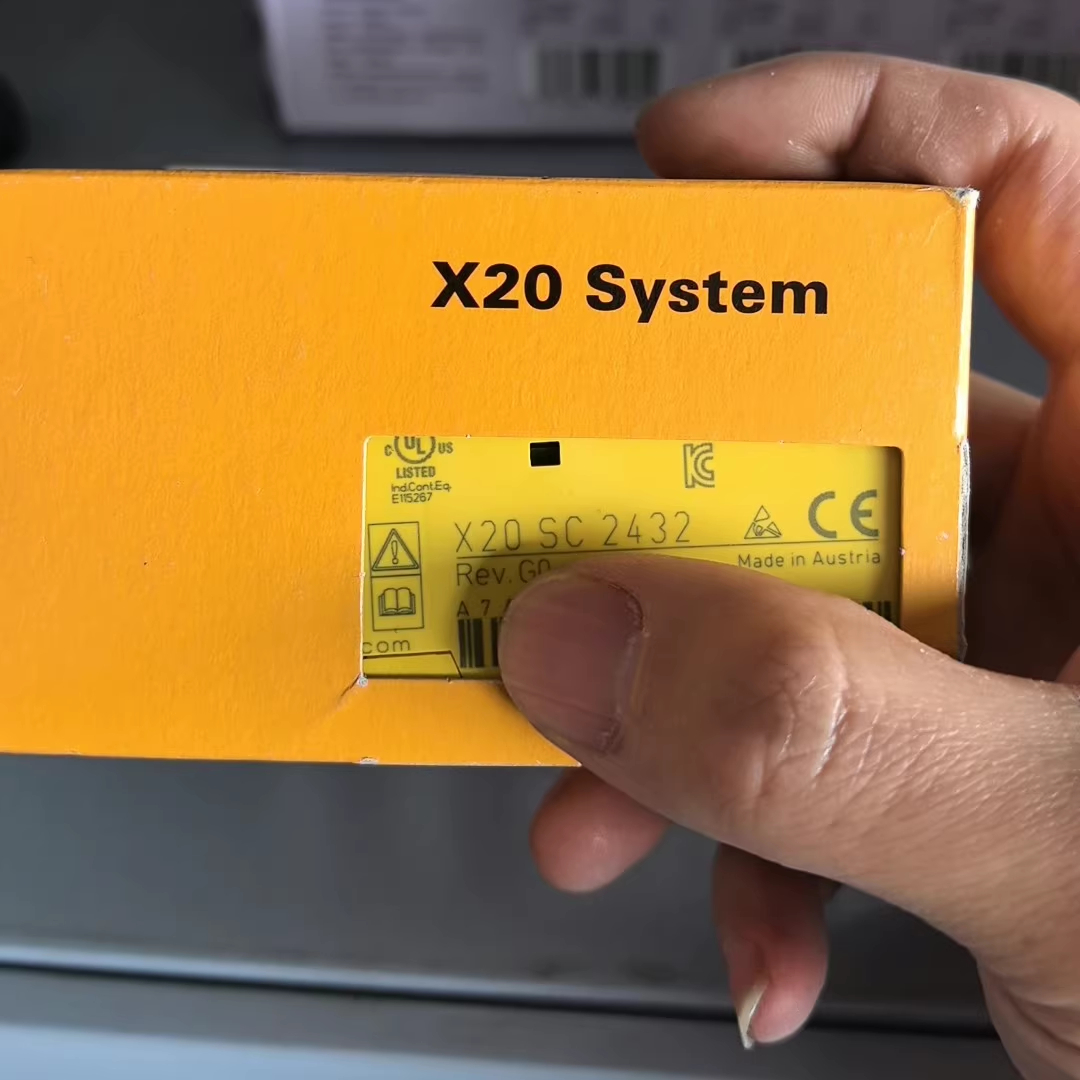 X20 System
C UL US
LISTED
Ind.Cont.Eq.
E115267
X20 SC 2432
CE
Rev. G0
Made in Austria
A 7
com